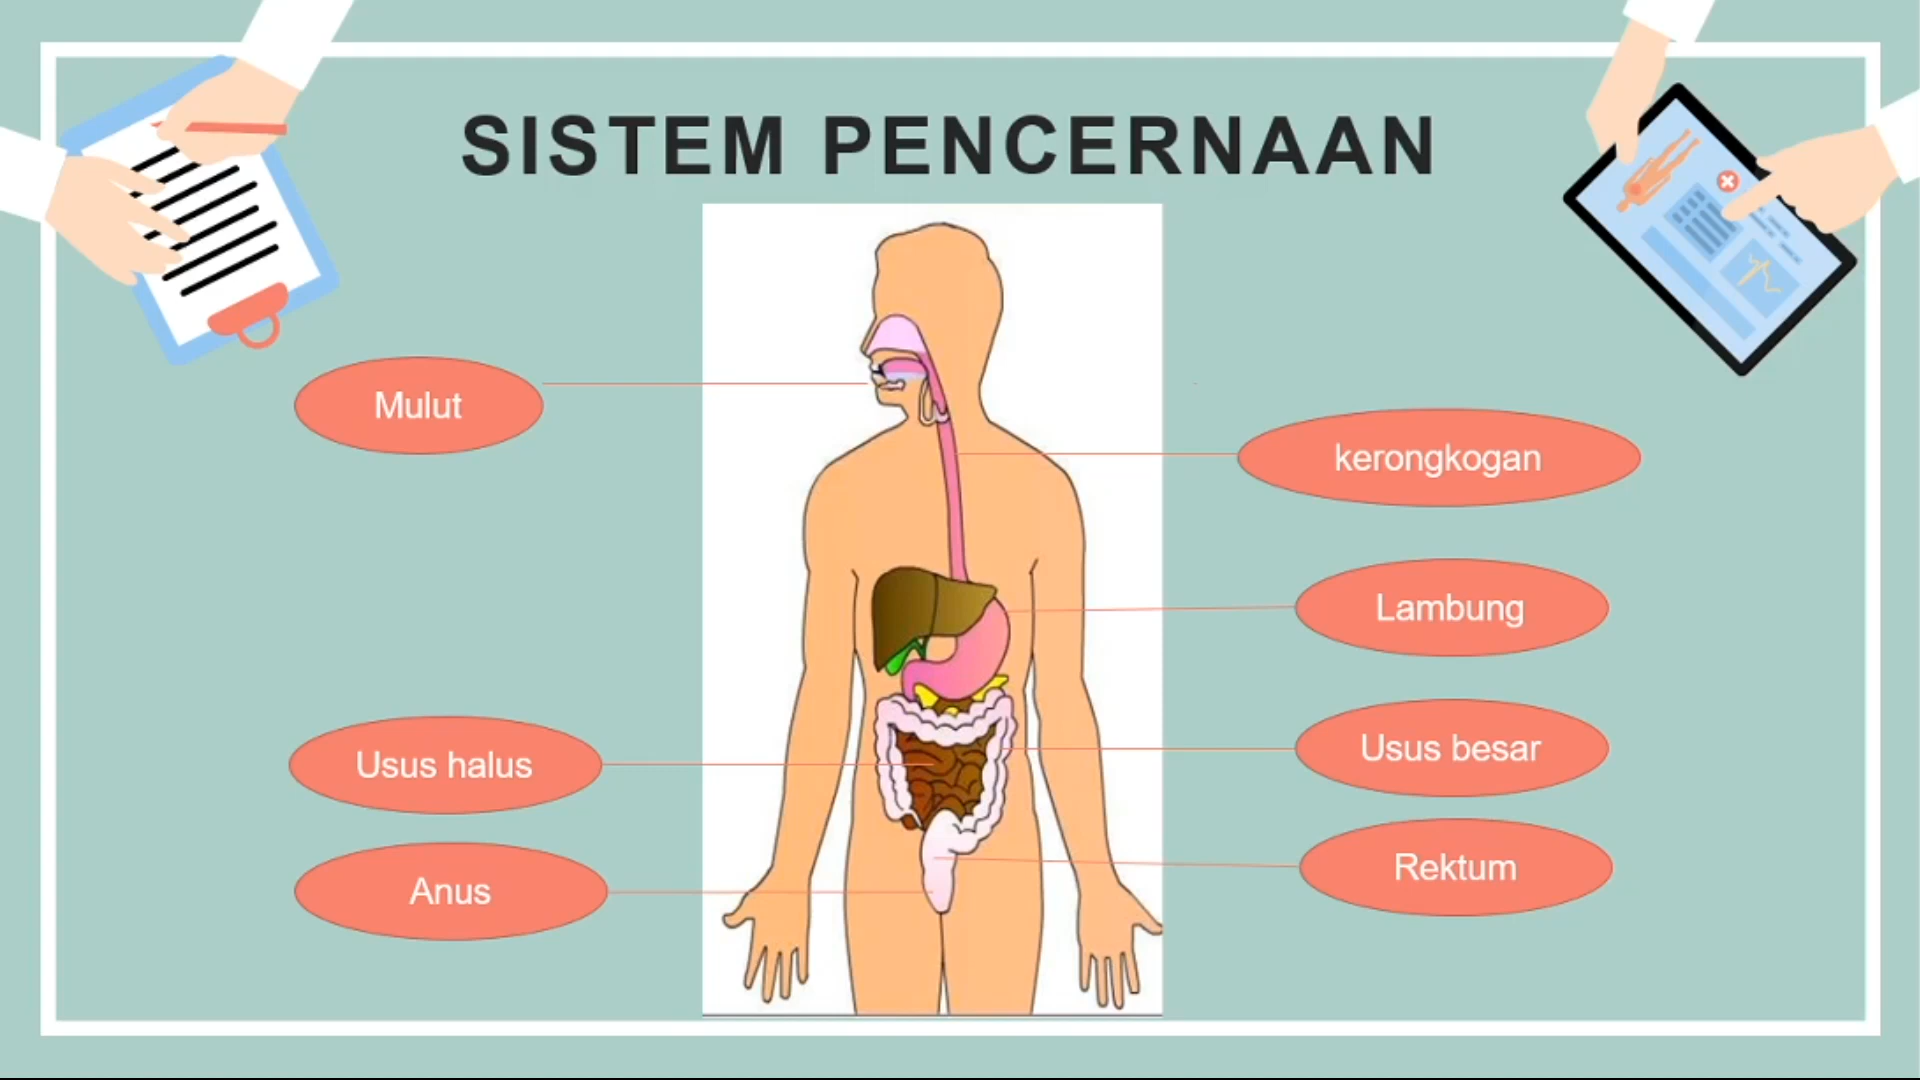 SISTEM PENCERNAAN
Mulut
kerongkogan
Lambung
Usus besar
Usus halus
Rektum
Anus